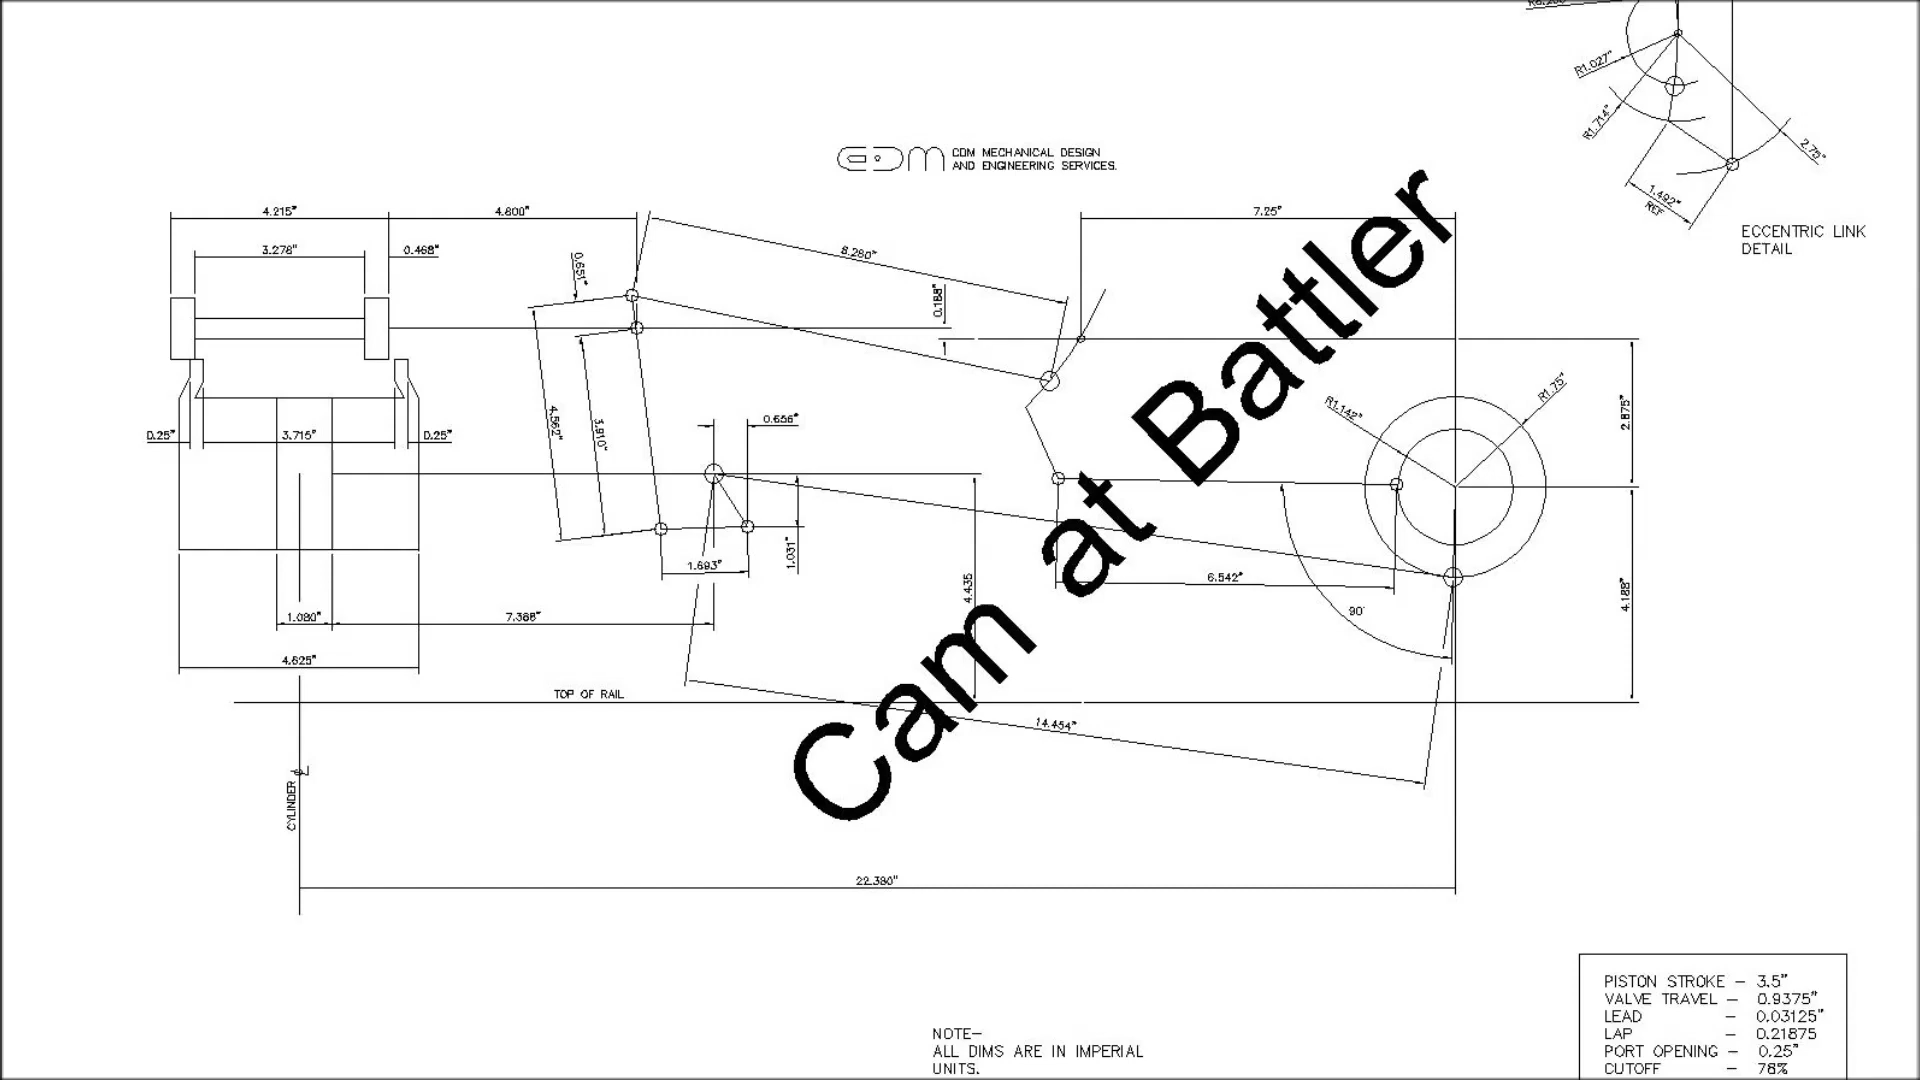 R1.027"
R1.714"
2.75"
1.492"
REF
ECCENTRIC LINK
DETAIL
CDM
CDM MECHANICAL DESIGN
AND ENGINEERING SERVICES.
4.215"
4.800"
7.25"
3.278"
0.468"
0.651"
8.280"
0.188"
4.562"
3.910"
0.656"
R1.142"
R1.75"
2.875"
0.25"
3.715"
0.25"
1.693"
1.031"
4.435
6.542"
90°
4.188"
1.080"
7.388"
4.625"
TOP OF RAIL
14.454"
CYLINDER
22.380"
Cam at Battler
NOTE-
ALL DIMS ARE IN IMPERIAL
UNITS.
PISTON STROKE - 3.5"
VALVE TRAVEL - 0.9375"
LEAD - 0.03125"
LAP - 0.21875
PORT OPENING - 0.25"
CUTOFF - 78%